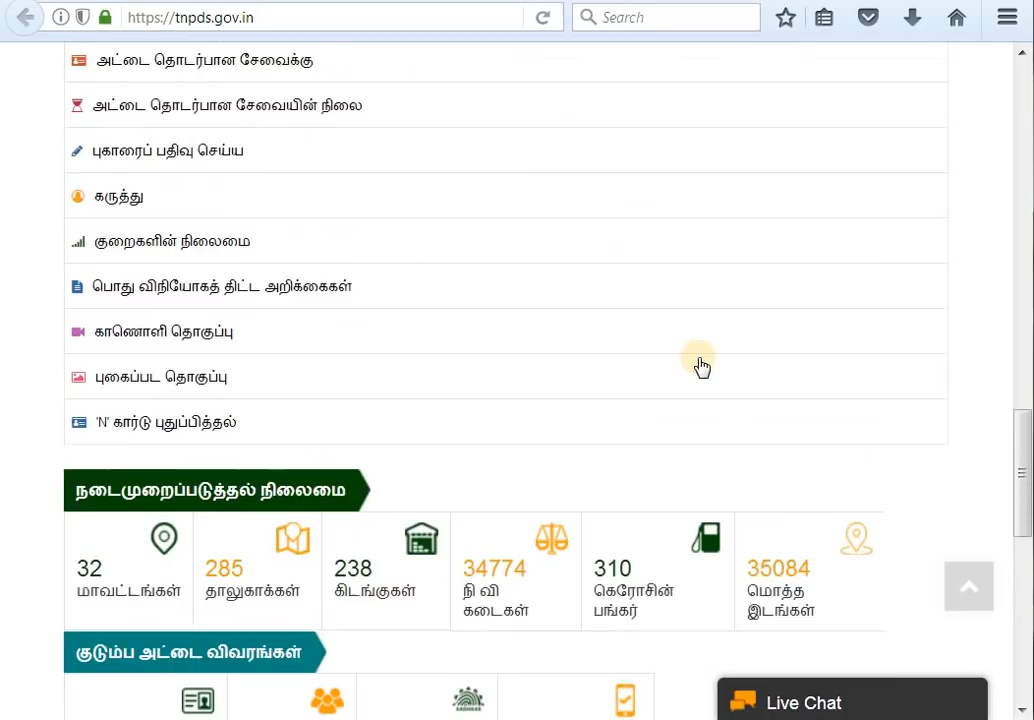 https://tnpds.gov.in
Search
அட்டை தொடர்பான சேவைக்கு
அட்டை தொடர்பான சேவையின் நிலை
புகாரைப் பதிவு செய்ய
கருத்து
குறைகளின் நிலைமை
பொது விநியோகத் திட்ட அறிக்கைகள்
காணொளி தொகுப்பு
புகைப்பட தொகுப்பு
'N' கார்டு புதுப்பித்தல்
நடைமுறைப்படுத்தல் நிலைமை
32
மாவட்டங்கள்
285
தாலுகாக்கள்
238
கிடங்குகள்
34774
நி வி
கடைகள்
310
கெரோசின்
பங்கர்
35084
மொத்த
இடங்கள்
குடும்ப அட்டை விவரங்கள்
AADHAAR
Live Chat